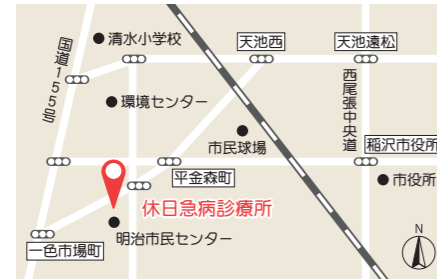 清水小学校
天池西
天池遠松
国道155号
環境センター
西尾張中央道
市民球場
稲沢市役所
平金森町
市役所
休日急病診療所
明治市民センター
一色市場町
N